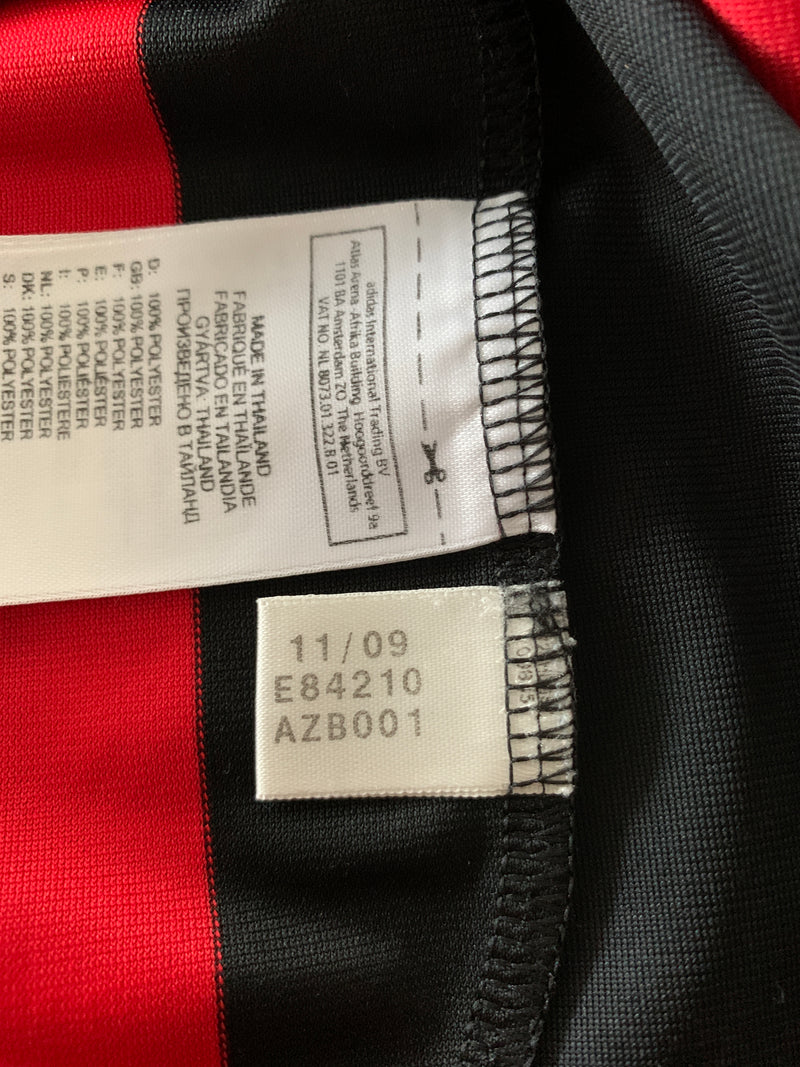 adidas International Trading BV
Atlas Arena-Afrika Building, Hoogoorddreef 9a
1101 BA Amsterdam ZO The Netherlands
VAT NO. NL 8073.01.322.B.01
MADE IN THAILAND
FABRIQUÉ EN THAÏLANDE
FABRICADO EN TAILANDIA
GYÁRTVA: THAILAND
ПРОИЗВЕДЕНО В ТАИЛАНД
D: 100% POLYESTER
GB: 100% POLYESTER
F: 100% POLYESTER
E: 100% POLIÉSTER
P: 100% POLIÉSTER
I: 100% POLIESTERE
NL: 100% POLYESTER
DK: 100% POLYESTER
S: 100% POLYESTER
11/09
E84210
AZB001